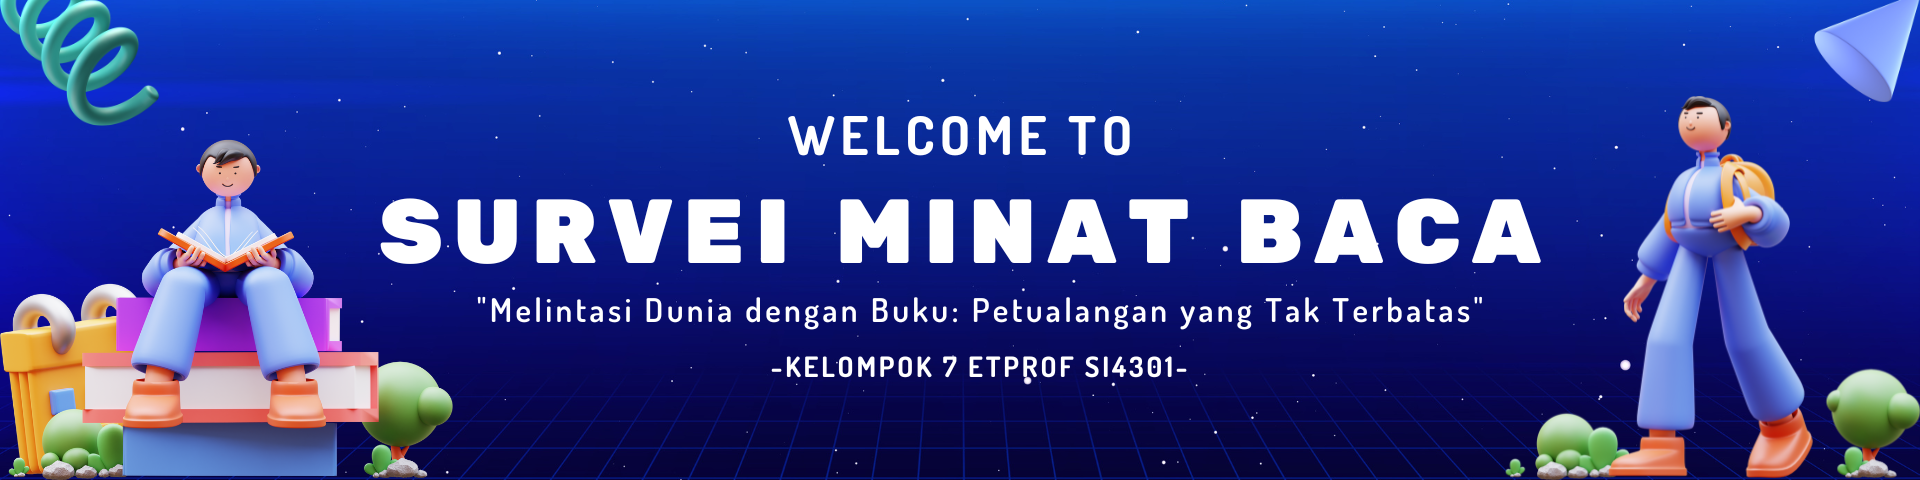 WELCOME TO
SURVEI MINAT BACA
"Melintasi Dunia dengan Buku: Petualangan yang Tak Terbatas"
-KELOMPOK 7 ETPROF SI4301-